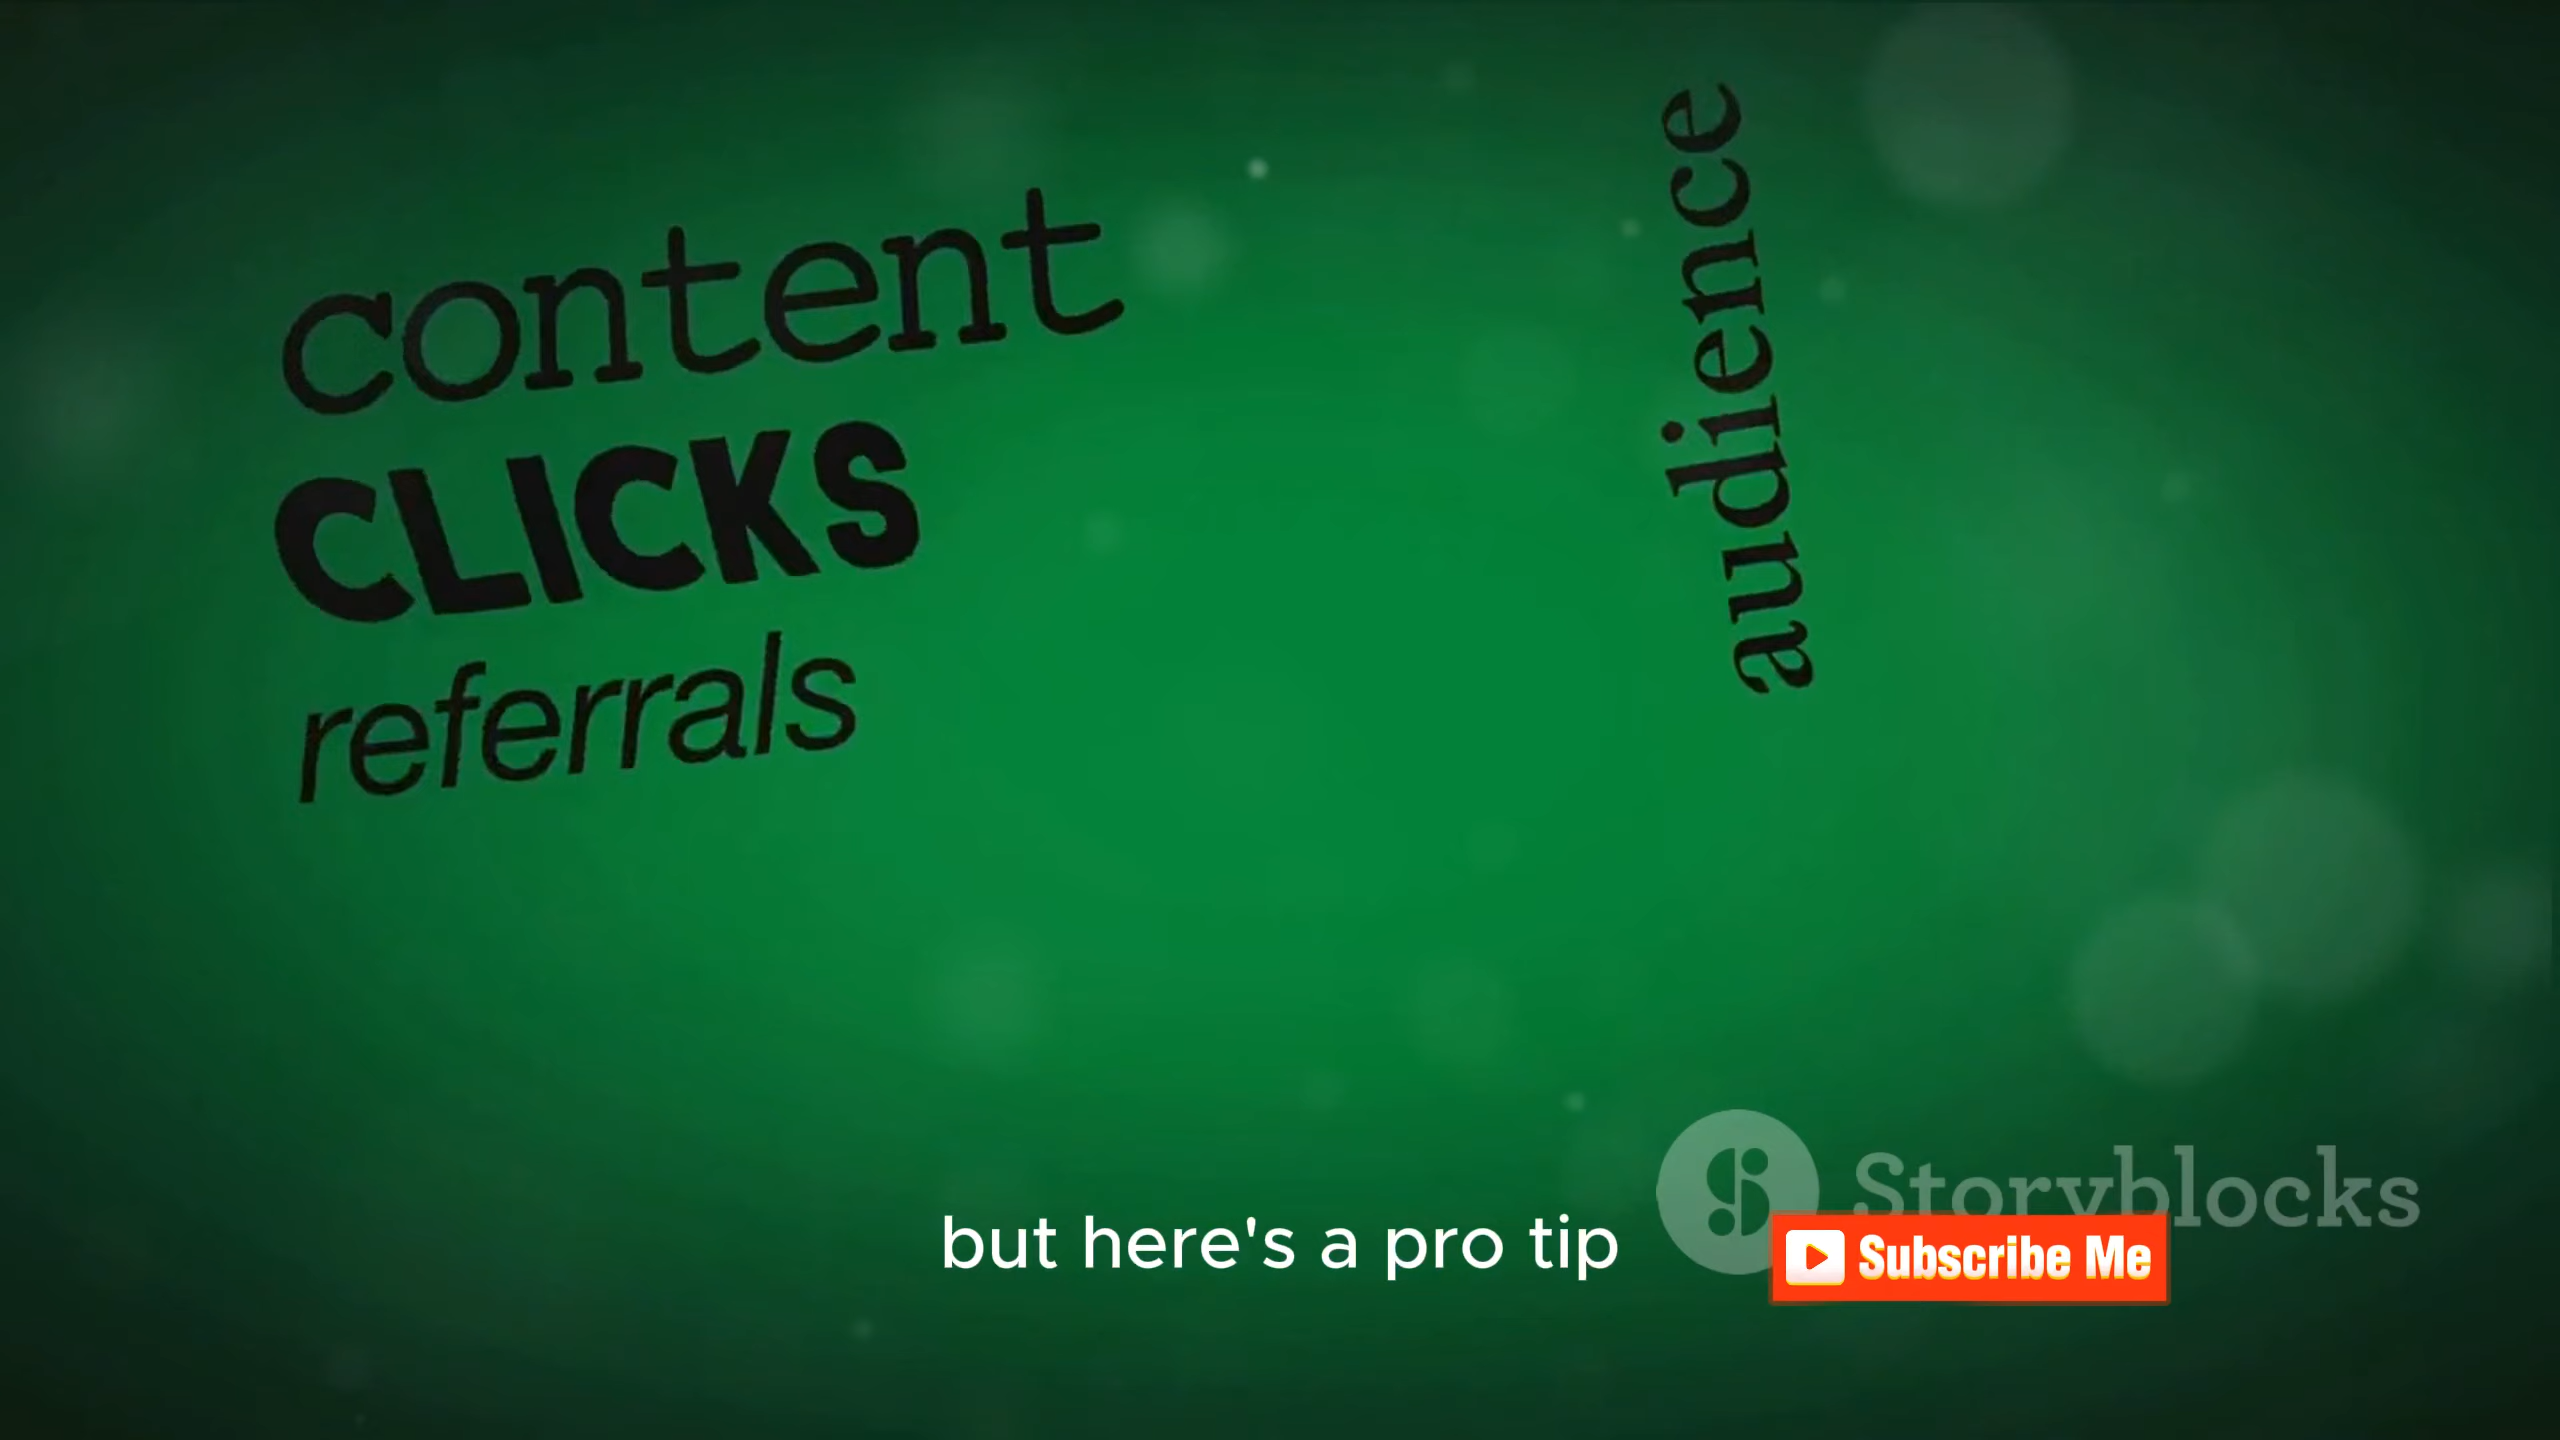 content
CLICKS
referrals
audience
Storyblocks
but here's a pro tip
Subscribe Me